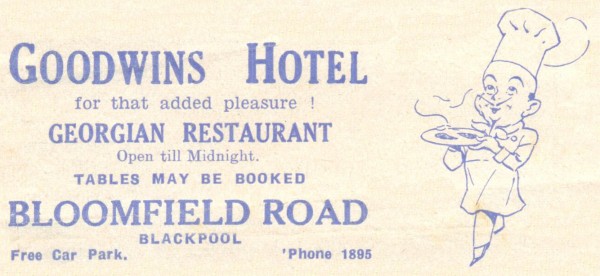 GOODWINS HOTEL
for that added pleasure !
GEORGIAN RESTAURANT
Open till Midnight.
TABLES MAY BE BOOKED
BLOOMFIELD ROAD
BLACKPOOL
Free Car Park. 'Phone 1895